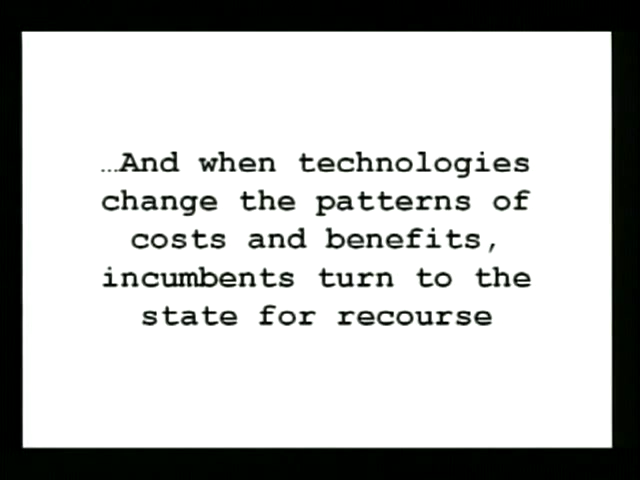 …And when technologies
change the patterns of
costs and benefits,
incumbents turn to the
state for recourse